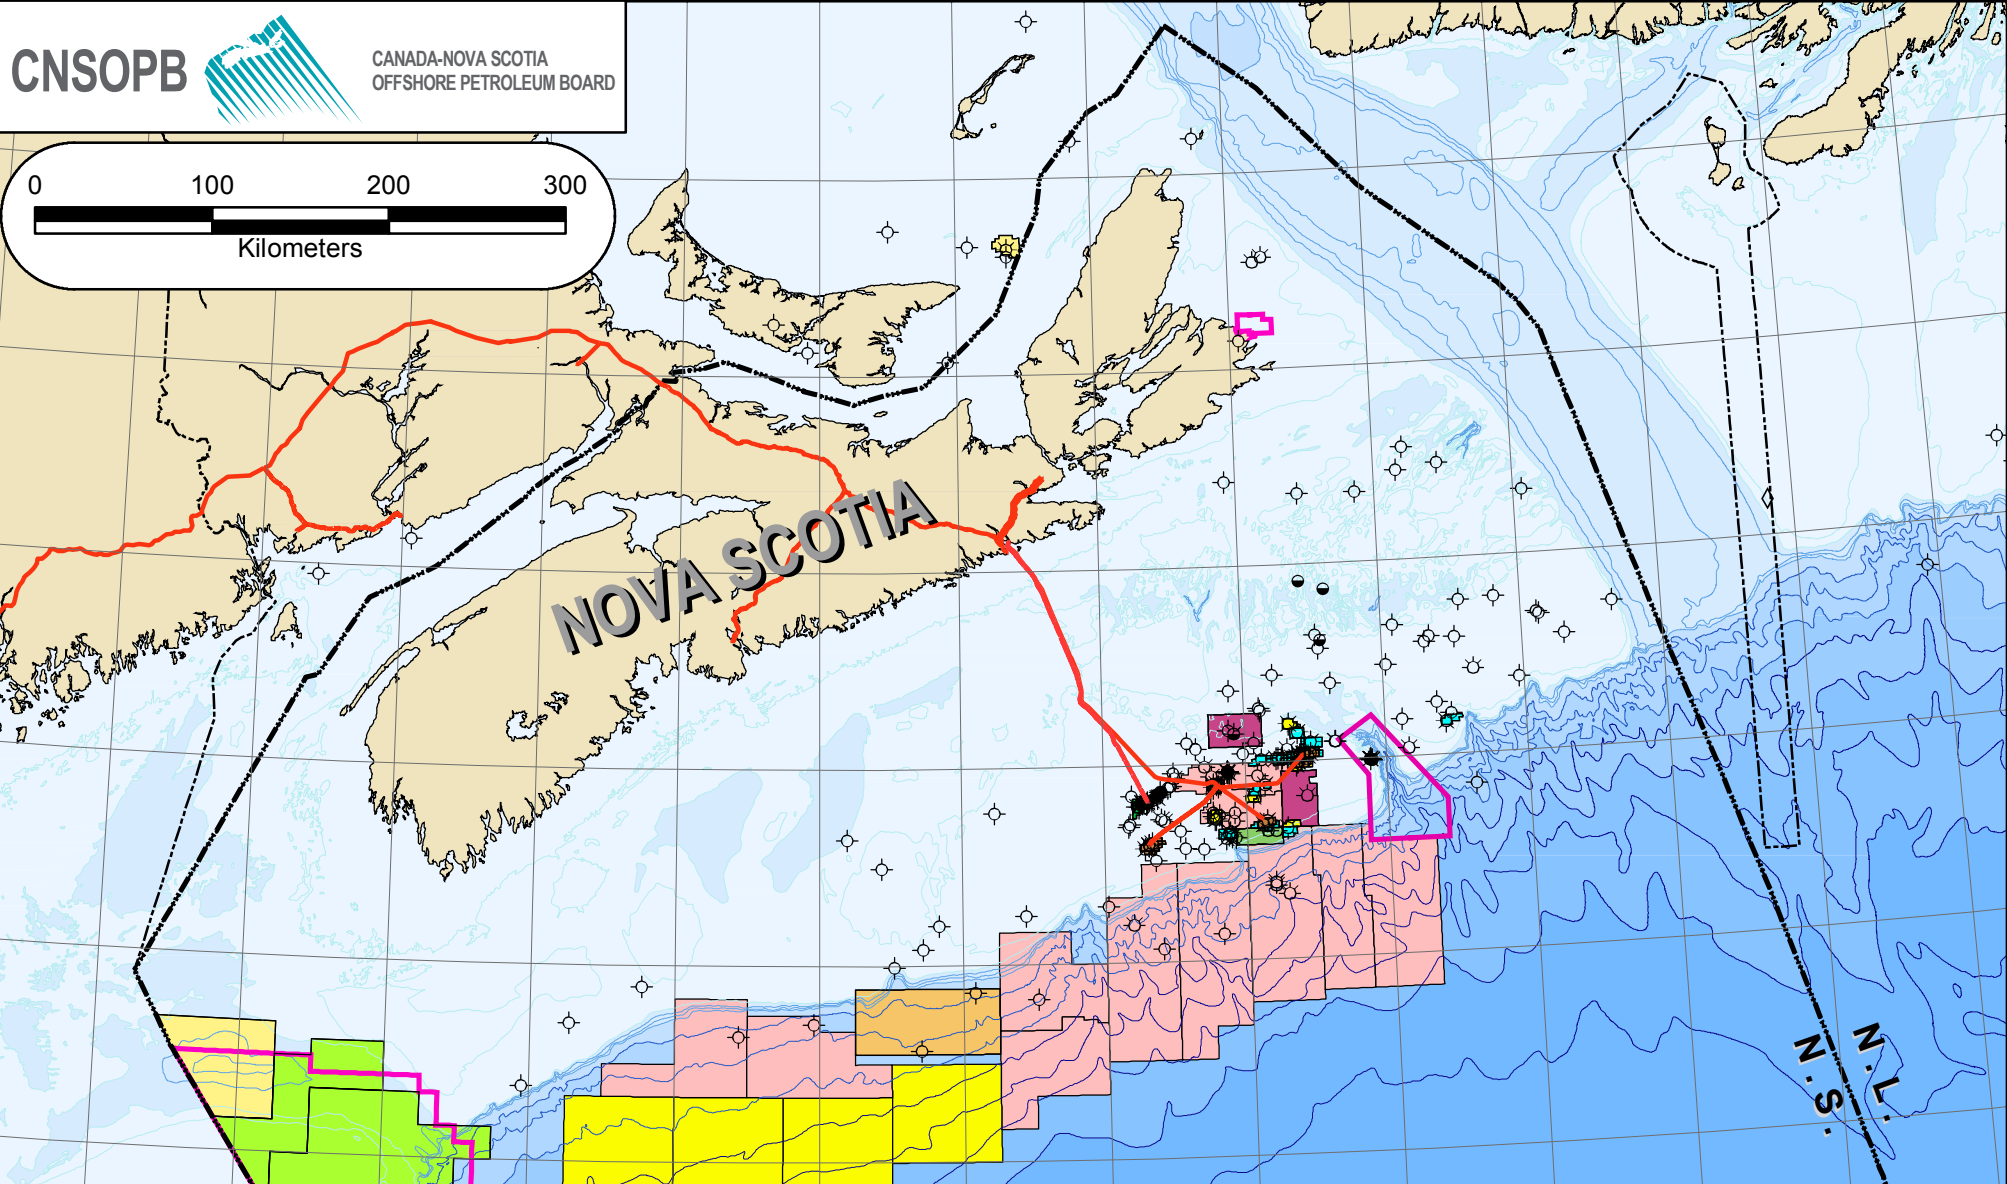 CNSOPB
CANADA-NOVA SCOTIA
OFFSHORE PETROLEUM BOARD
0 100 200 300
Kilometers
NOVA SCOTIA
N.L.
N.S.